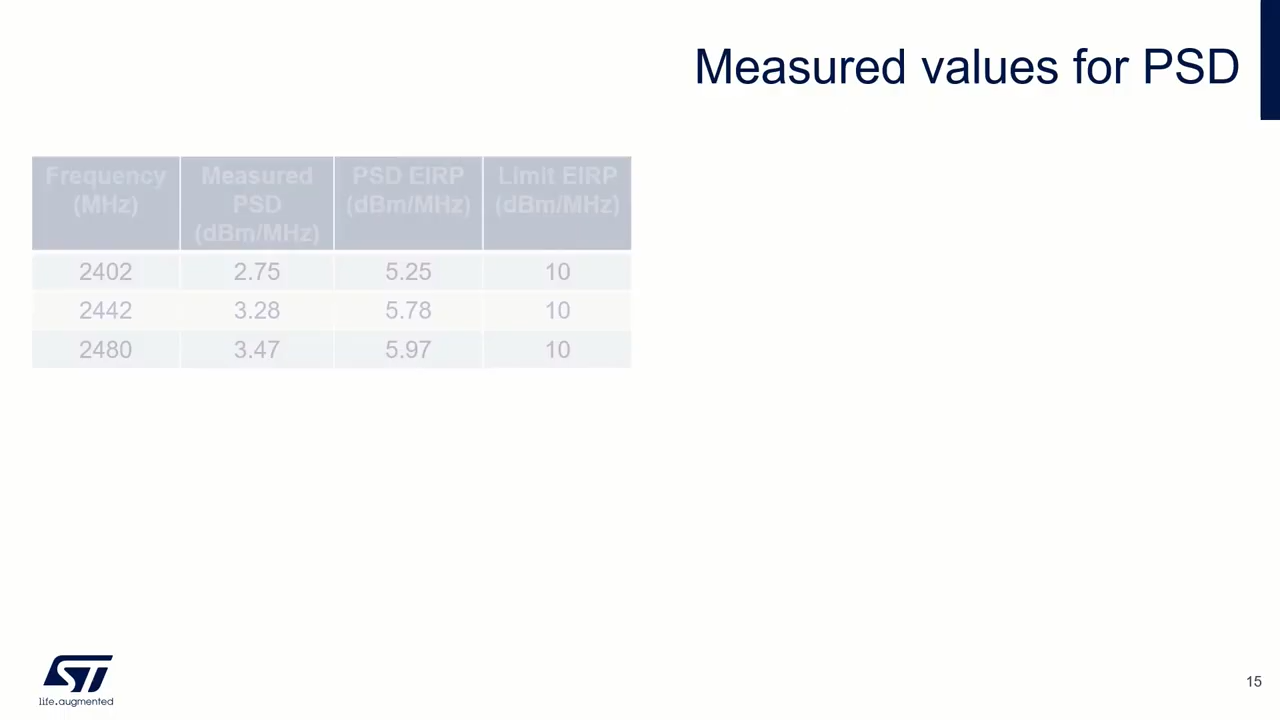 Measured values for PSD
Frequency (MHz) Measured PSD (dBm/MHz) PSD EIRP (dBm/MHz) Limit EIRP (dBm/MHz)
2402 2.75 5.25 10
2442 3.28 5.78 10
2480 3.47 5.97 10
ST
life.augmented
15